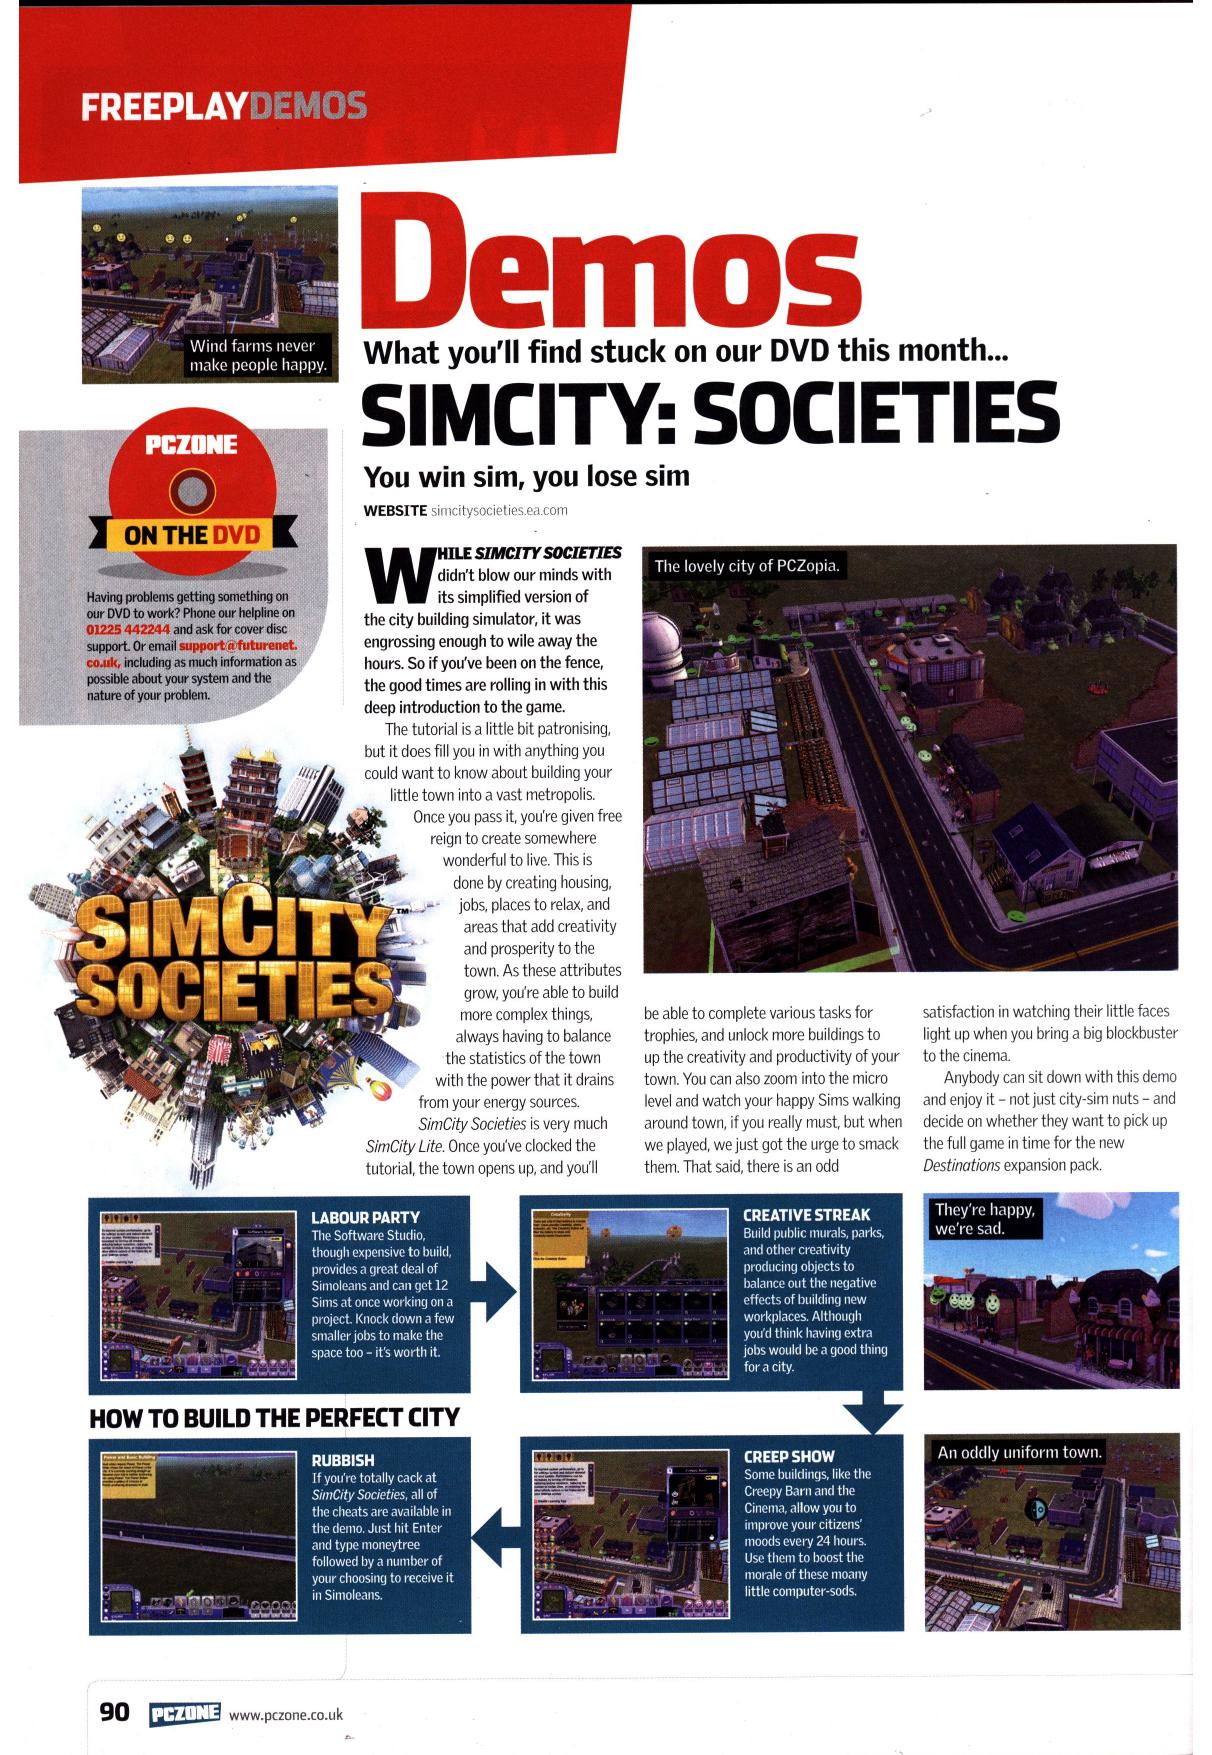 FREEPLAYDEMOS
Wind farms never
make people happy.
Demos
What you'll find stuck on our DVD this month...
SIMCITY: SOCIETIES
You win sim, you lose sim
WEBSITE simcitysocieties.ea.com
PCZONE
ON THE DVD
Having problems getting something on
our DVD to work? Phone our helpline on
01225 442244 and ask for cover disc
support. Or email support@futurenet.
co.uk, including as much information as
possible about your system and the
nature of your problem.
SIMCITY™
SOCIETIES
WHILE SIMCITY SOCIETIES
didn't blow our minds with
its simplified version of
the city building simulator, it was
engrossing enough to wile away the
hours. So if you've been on the fence,
the good times are rolling in with this
deep introduction to the game.
The tutorial is a little bit patronising,
but it does fill you in with anything you
could want to know about building your
little town into a vast metropolis.
Once you pass it, you're given free
reign to create somewhere
wonderful to live. This is
done by creating housing,
jobs, places to relax, and
areas that add creativity
and prosperity to the
town. As these attributes
grow, you're able to build
more complex things,
always having to balance
the statistics of the town
with the power that it drains
from your energy sources.
SimCity Societies is very much
SimCity Lite. Once you've clocked the
tutorial, the town opens up, and you'll
The lovely city of PCZopia.
be able to complete various tasks for
trophies, and unlock more buildings to
up the creativity and productivity of your
town. You can also zoom into the micro
level and watch your happy Sims walking
around town, if you really must, but when
we played, we just got the urge to smack
them. That said, there is an odd
satisfaction in watching their little faces
light up when you bring a big blockbuster
to the cinema.
Anybody can sit down with this demo
and enjoy it – not just city-sim nuts – and
decide on whether they want to pick up
the full game in time for the new
Destinations expansion pack.
LABOUR PARTY
The Software Studio,
though expensive to build,
provides a great deal of
Simoleans and can get 12
Sims at once working on a
project. Knock down a few
smaller jobs to make the
space too – it's worth it.
CREATIVE STREAK
Build public murals, parks,
and other creativity
producing objects to
balance out the negative
effects of building new
workplaces. Although
you'd think having extra
jobs would be a good thing
for a city.
They're happy,
we're sad.
HOW TO BUILD THE PERFECT CITY
RUBBISH
If you're totally cack at
SimCity Societies, all of
the cheats are available in
the demo. Just hit Enter
and type moneytree
followed by a number of
your choosing to receive it
in Simoleans.
CREEP SHOW
Some buildings, like the
Creepy Barn and the
Cinema, allow you to
improve your citizens'
moods every 24 hours.
Use them to boost the
morale of these moany
little computer-sods.
An oddly uniform town.
90 PCZONE www.pczone.co.uk